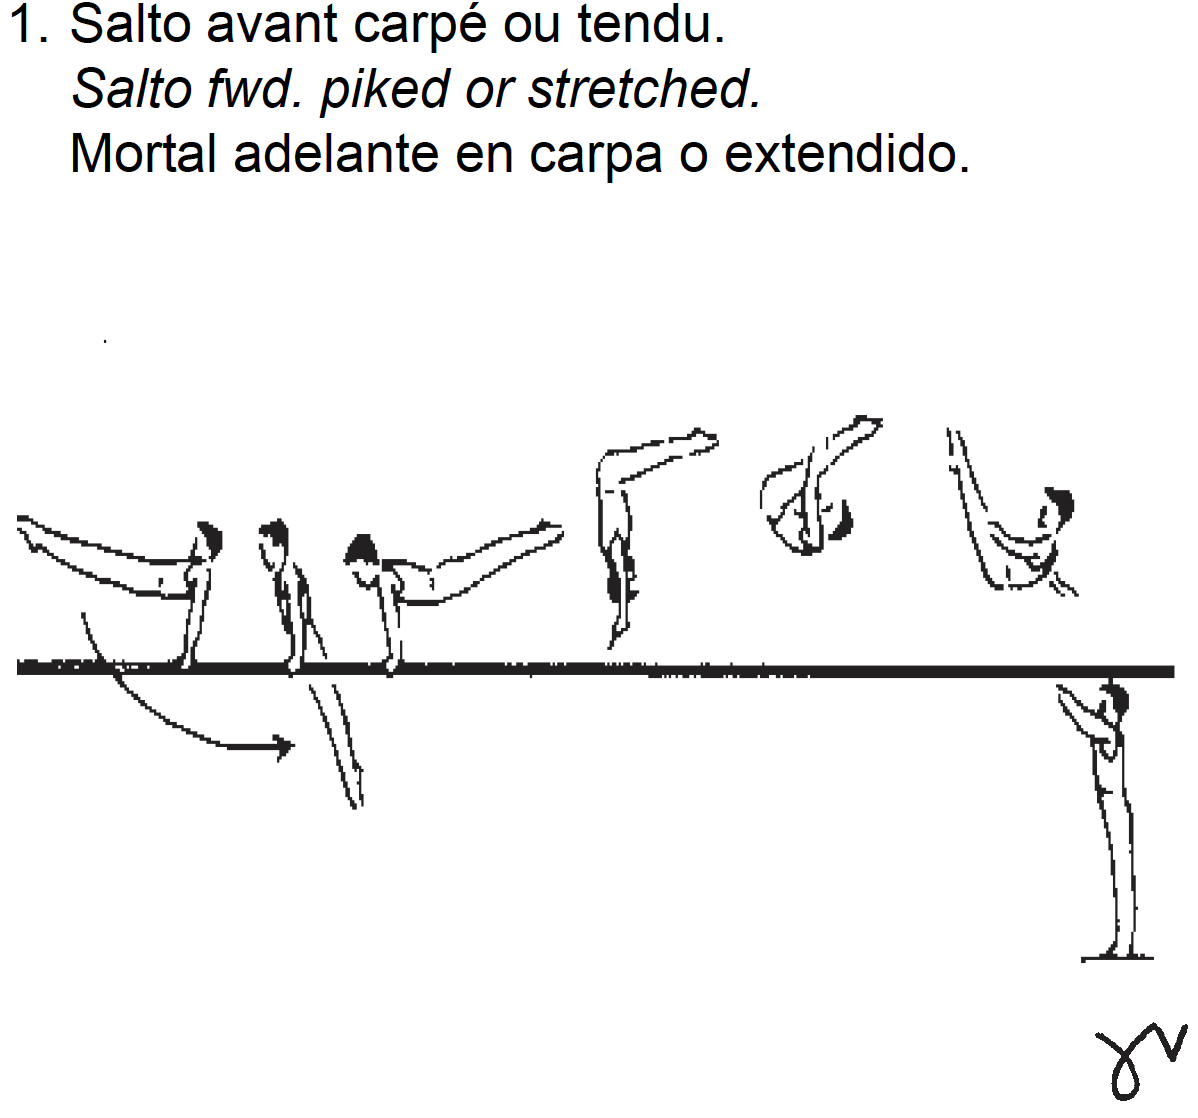 1. Salto avant carpé ou tendu.
Salto fwd. piked or stretched.
Mortal adelante en carpa o extendido.